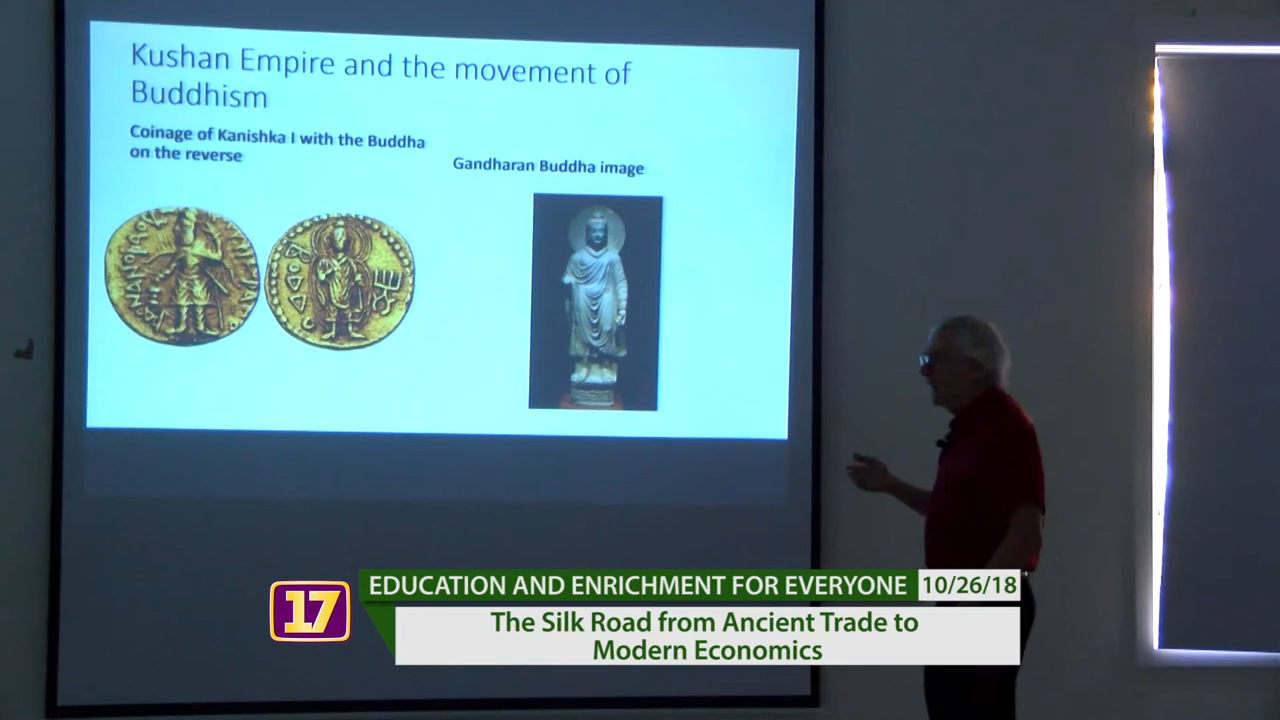 Kushan Empire and the movement of
Buddhism
Coinage of Kanishka I with the Buddha
on the reverse
Gandharan Buddha image
ΒΟΔΔΟ
17
EDUCATION AND ENRICHMENT FOR EVERYONE
10/26/18
The Silk Road from Ancient Trade to
Modern Economics